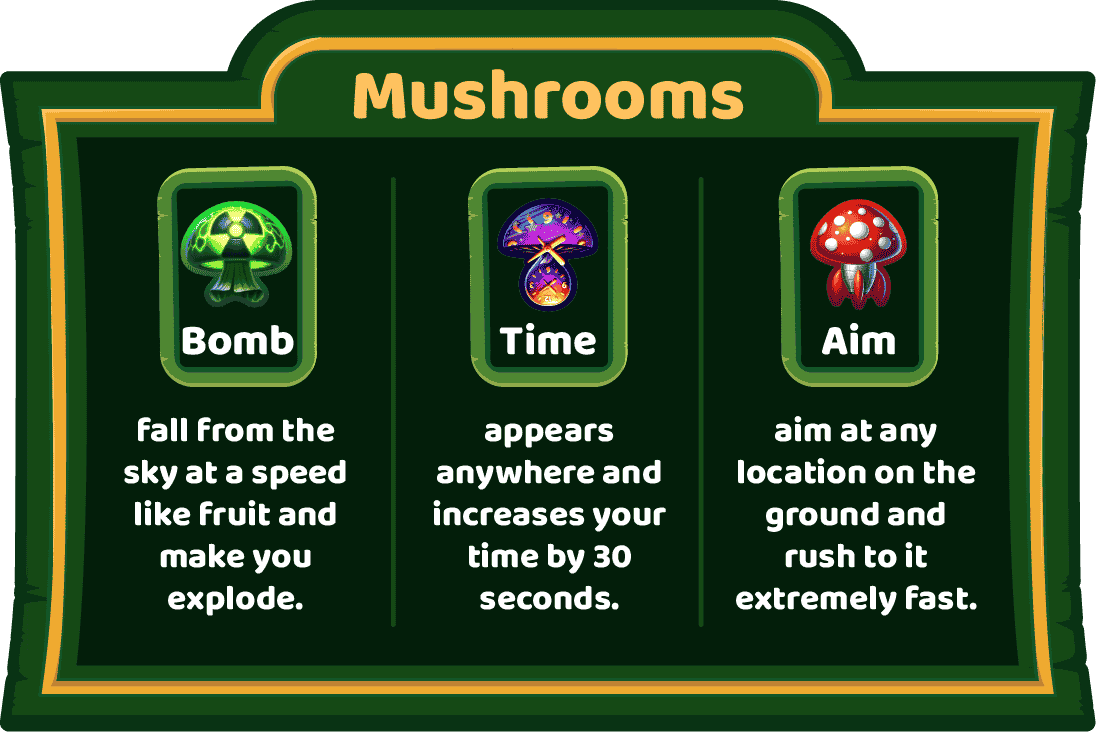 Mushrooms
Bomb
fall from the
sky at a speed
like fruit and
make you
explode.
Time
appears
anywhere and
increases your
time by 30
seconds.
Aim
aim at any
location on the
ground and
rush to it
extremely fast.